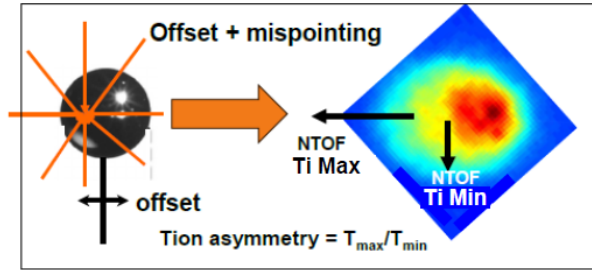 Offset + mispointing
NTOF
Ti Max
NTOF
Ti Min
offset
Tion asymmetry = Tmax/Tmin